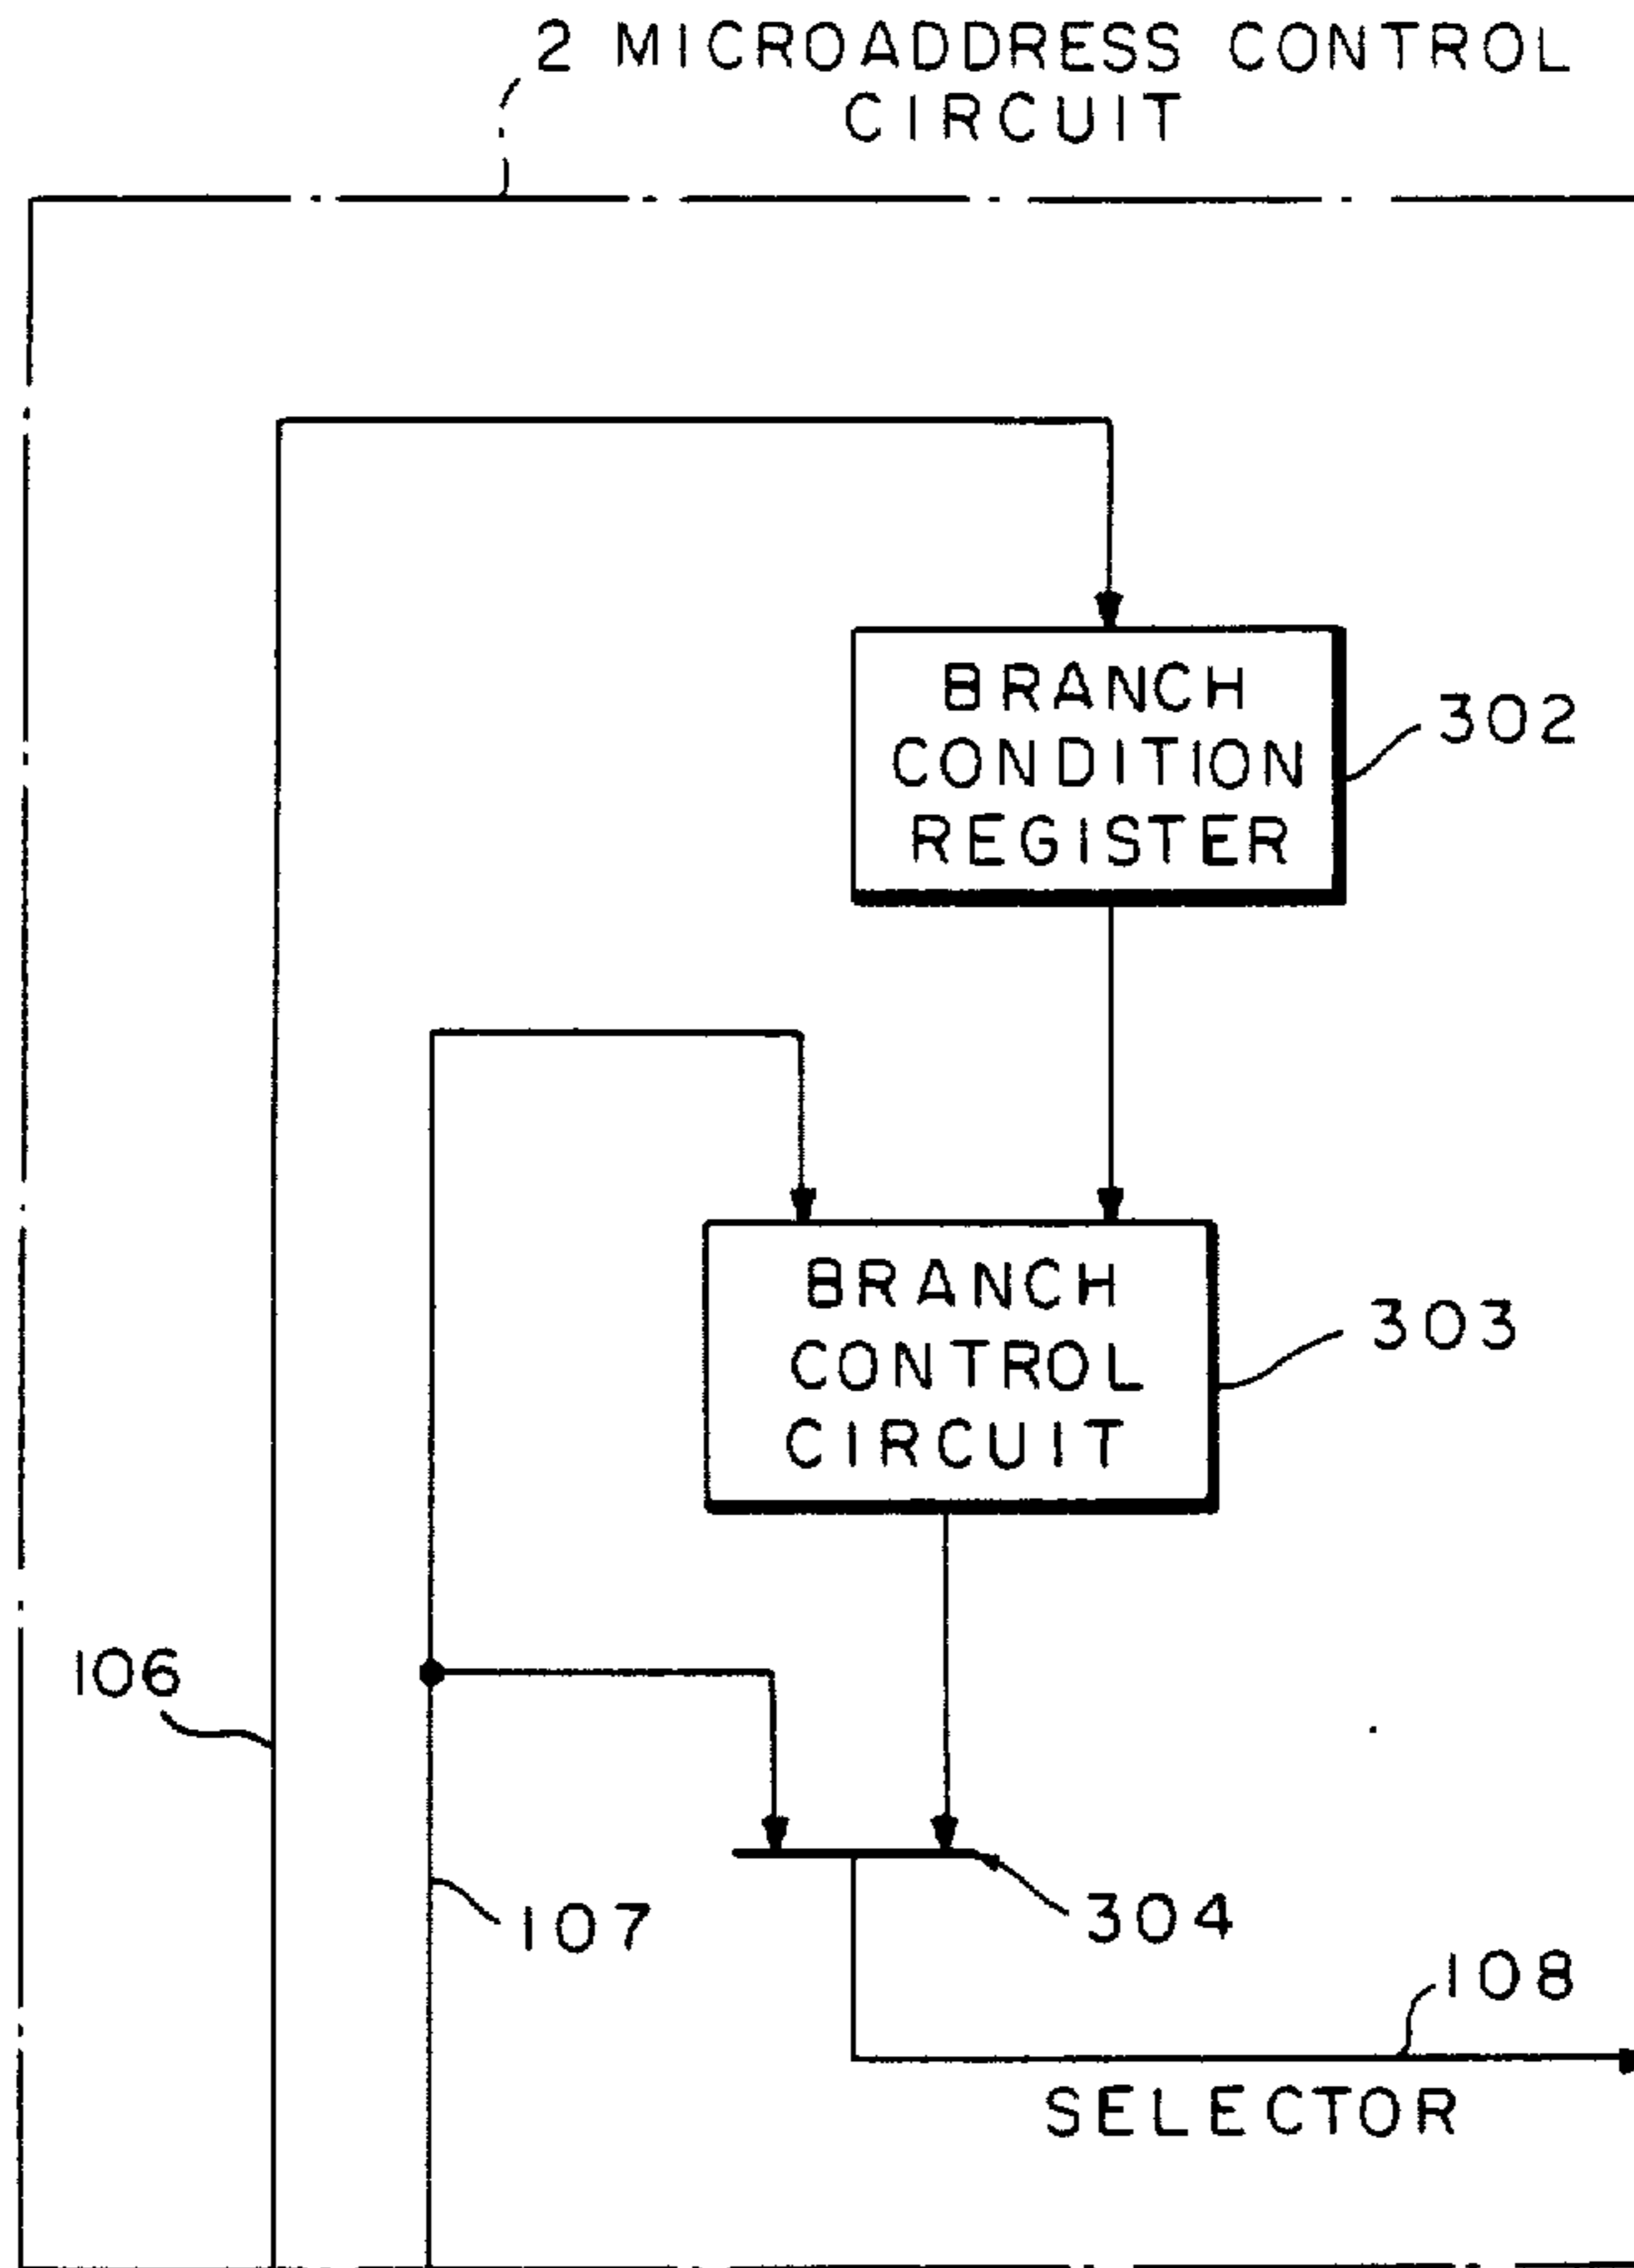 2 MICROADDRESS CONTROL
CIRCUIT
BRANCH
CONDITION
REGISTER
302
BRANCH
CONTROL
CIRCUIT
303
106
107
304
108
SELECTOR